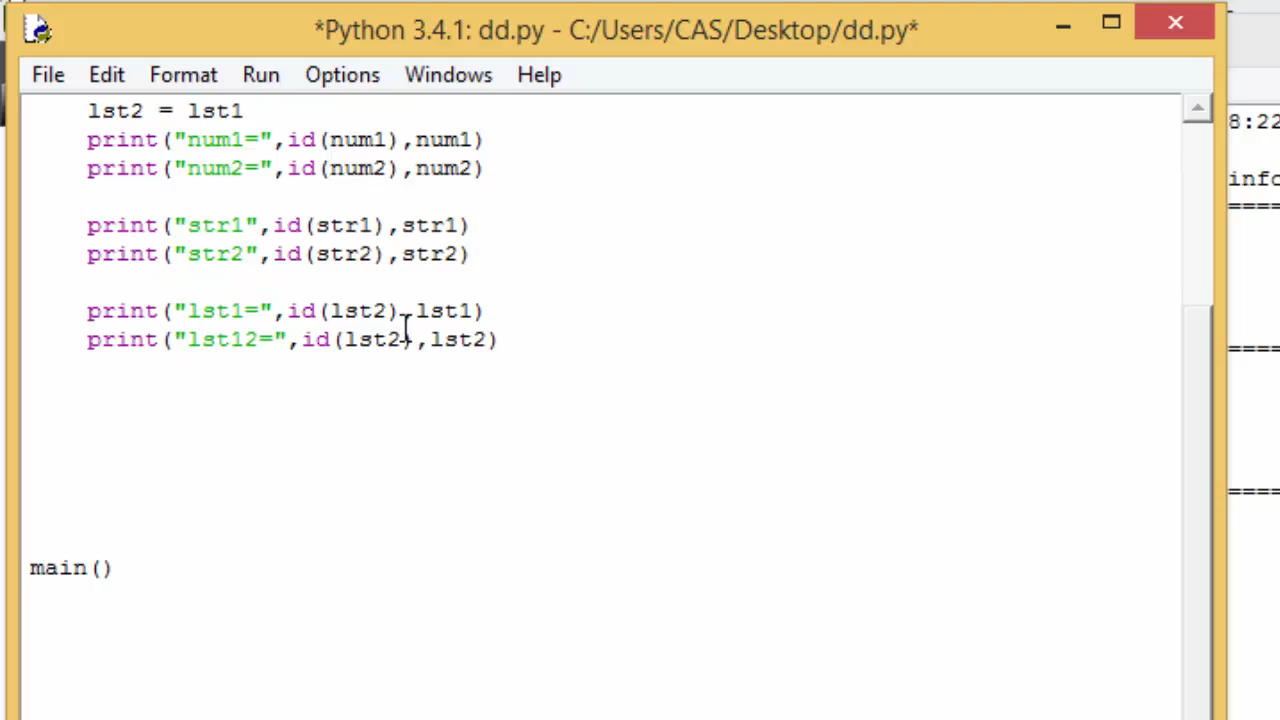 *Python 3.4.1: dd.py - C:/Users/CAS/Desktop/dd.py*
File Edit Format Run Options Windows Help
lst2 = lst1
print("num1=",id(num1),num1)
print("num2=",id(num2),num2)
print("str1",id(str1),str1)
print("str2",id(str2),str2)
print("lst1=",id(lst2),lst1)
print("lst12=",id(lst2),lst2)
main()
8:22
info
====
====
====